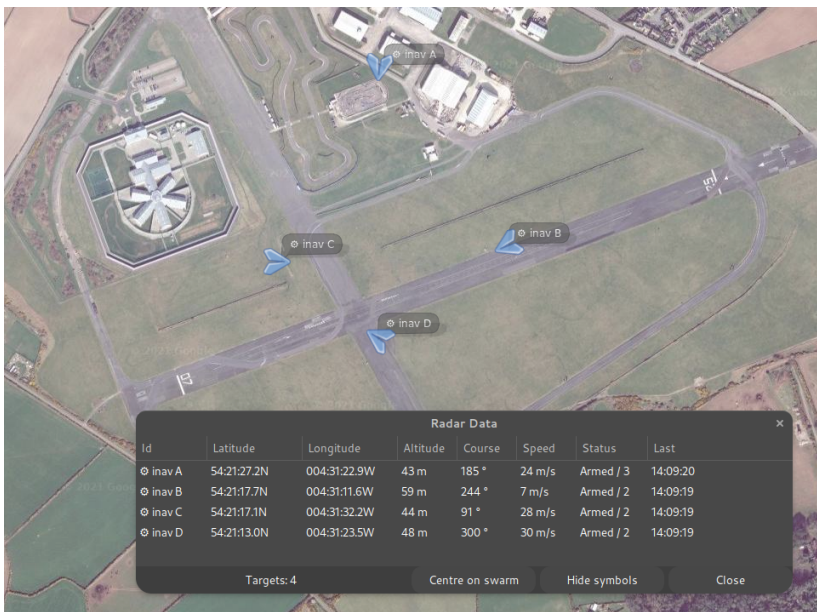 ⚙ inav A
⚙ inav B
⚙ inav C
⚙ inav D
07
Radar Data ×
Id Latitude Longitude Altitude Course Speed Status Last
⚙ inav A 54:21:27.2N 004:31:22.9W 43 m 185 ° 24 m/s Armed / 3 14:09:20
⚙ inav B 54:21:17.7N 004:31:11.6W 59 m 244 ° 7 m/s Armed / 2 14:09:19
⚙ inav C 54:21:17.1N 004:31:32.2W 44 m 91 ° 28 m/s Armed / 2 14:09:19
⚙ inav D 54:21:13.0N 004:31:23.5W 48 m 300 ° 30 m/s Armed / 2 14:09:19
Targets: 4 Centre on swarm Hide symbols Close